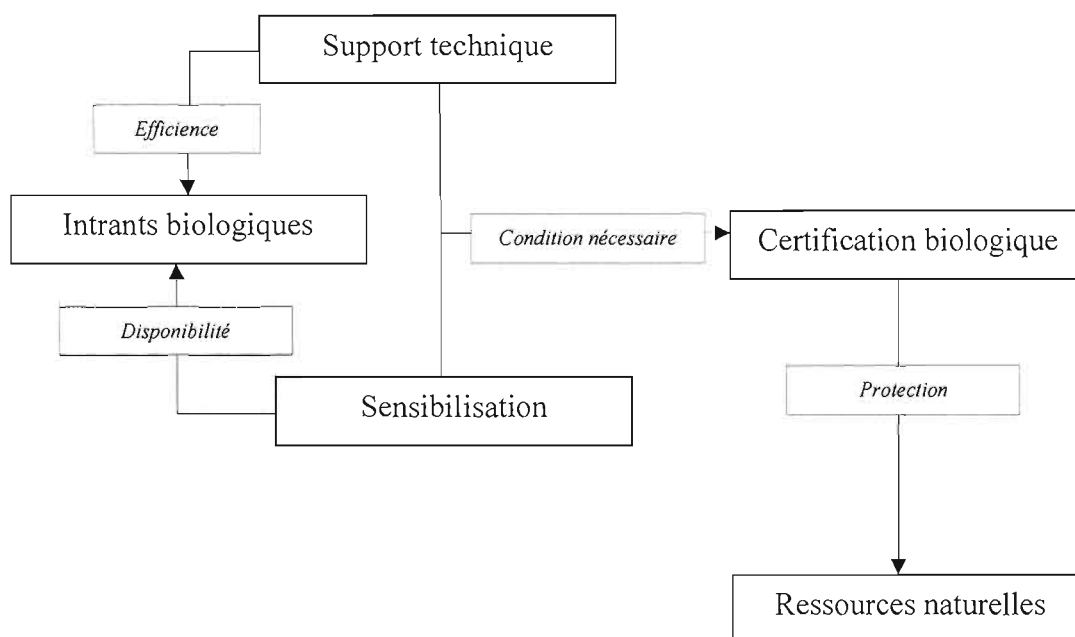 Support technique
Efficience
Intrants biologiques
Condition nécessaire
Certification biologique
Disponibilité
Sensibilisation
Protection
Ressources naturelles